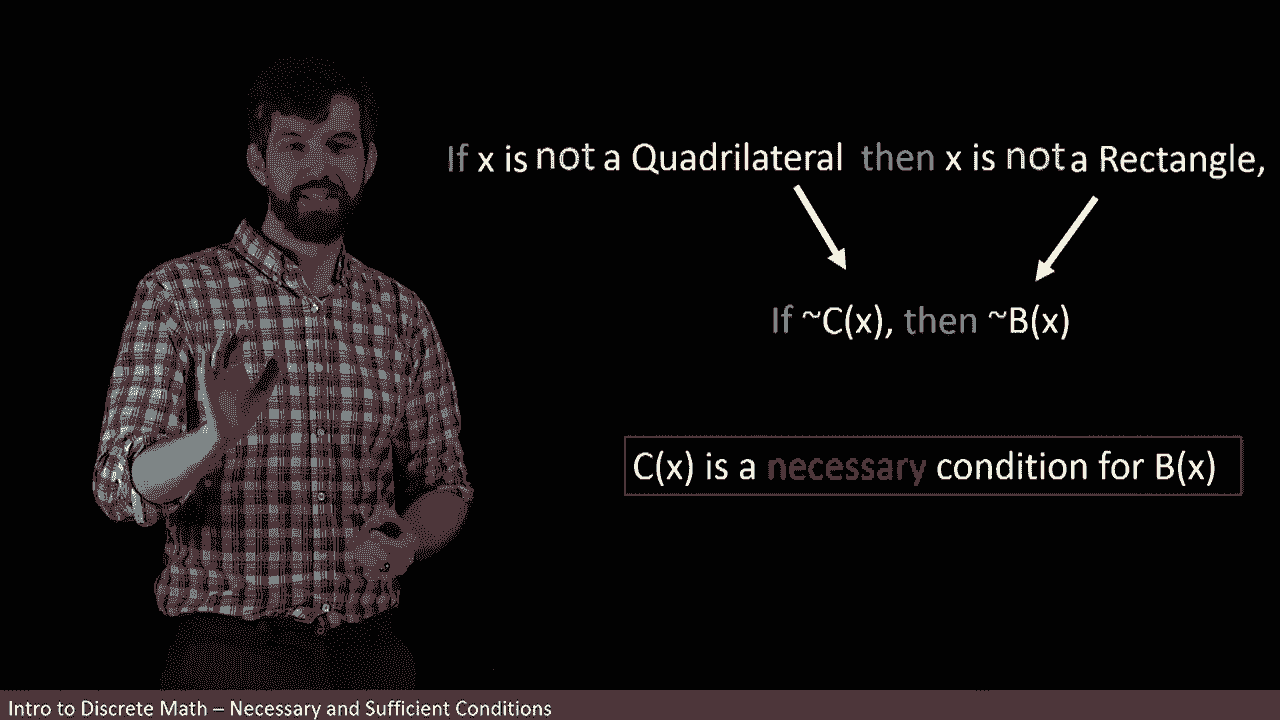 If x is not a Quadrilateral then x is not a Rectangle,
If ~C(x), then ~B(x)
C(x) is a necessary condition for B(x)
Intro to Discrete Math – Necessary and Sufficient Conditions